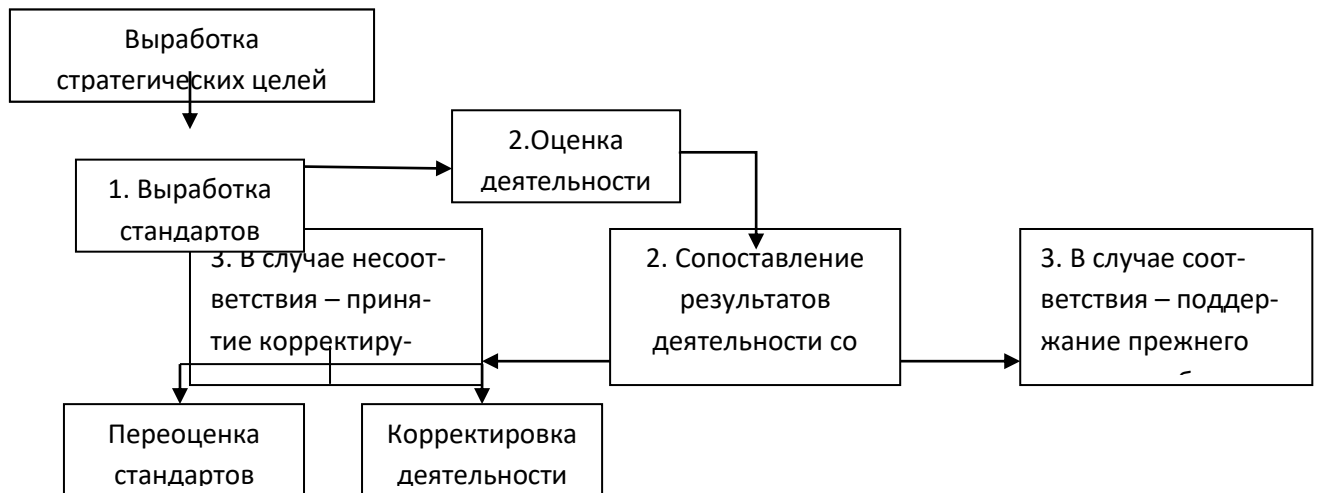 Выработка
стратегических целей
2.Оценка
деятельности
1. Выработка
стандартов
3. В случае несоот-
ветствия – приня-
тие корректиру-
2. Сопоставление
результатов
деятельности со
3. В случае соот-
ветствия – поддер-
жание прежнего
Переоценка
стандартов
Корректировка
деятельности